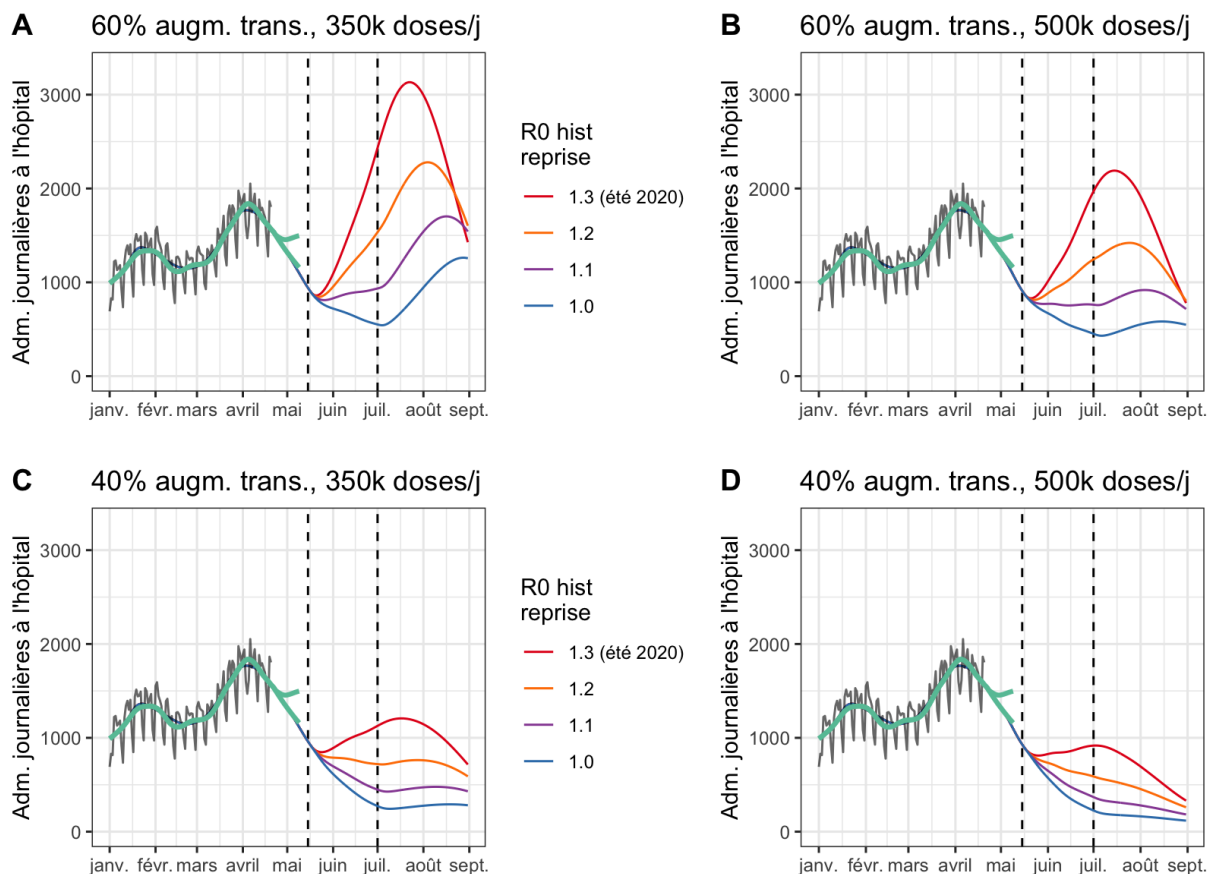 A 60% augm. trans., 350k doses/j
Adm. journalières à l'hôpital
3000
2000
1000
0
janv. févr. mars avril mai juin juil. août sept.
R0 hist
reprise
1.3 (été 2020)
1.2
1.1
1.0
B 60% augm. trans., 500k doses/j
Adm. journalières à l'hôpital
3000
2000
1000
0
janv. févr. mars avril mai juin juil. août sept.
C 40% augm. trans., 350k doses/j
Adm. journalières à l'hôpital
3000
2000
1000
0
janv. févr. mars avril mai juin juil. août sept.
R0 hist
reprise
1.3 (été 2020)
1.2
1.1
1.0
D 40% augm. trans., 500k doses/j
Adm. journalières à l'hôpital
3000
2000
1000
0
janv. févr. mars avril mai juin juil. août sept.